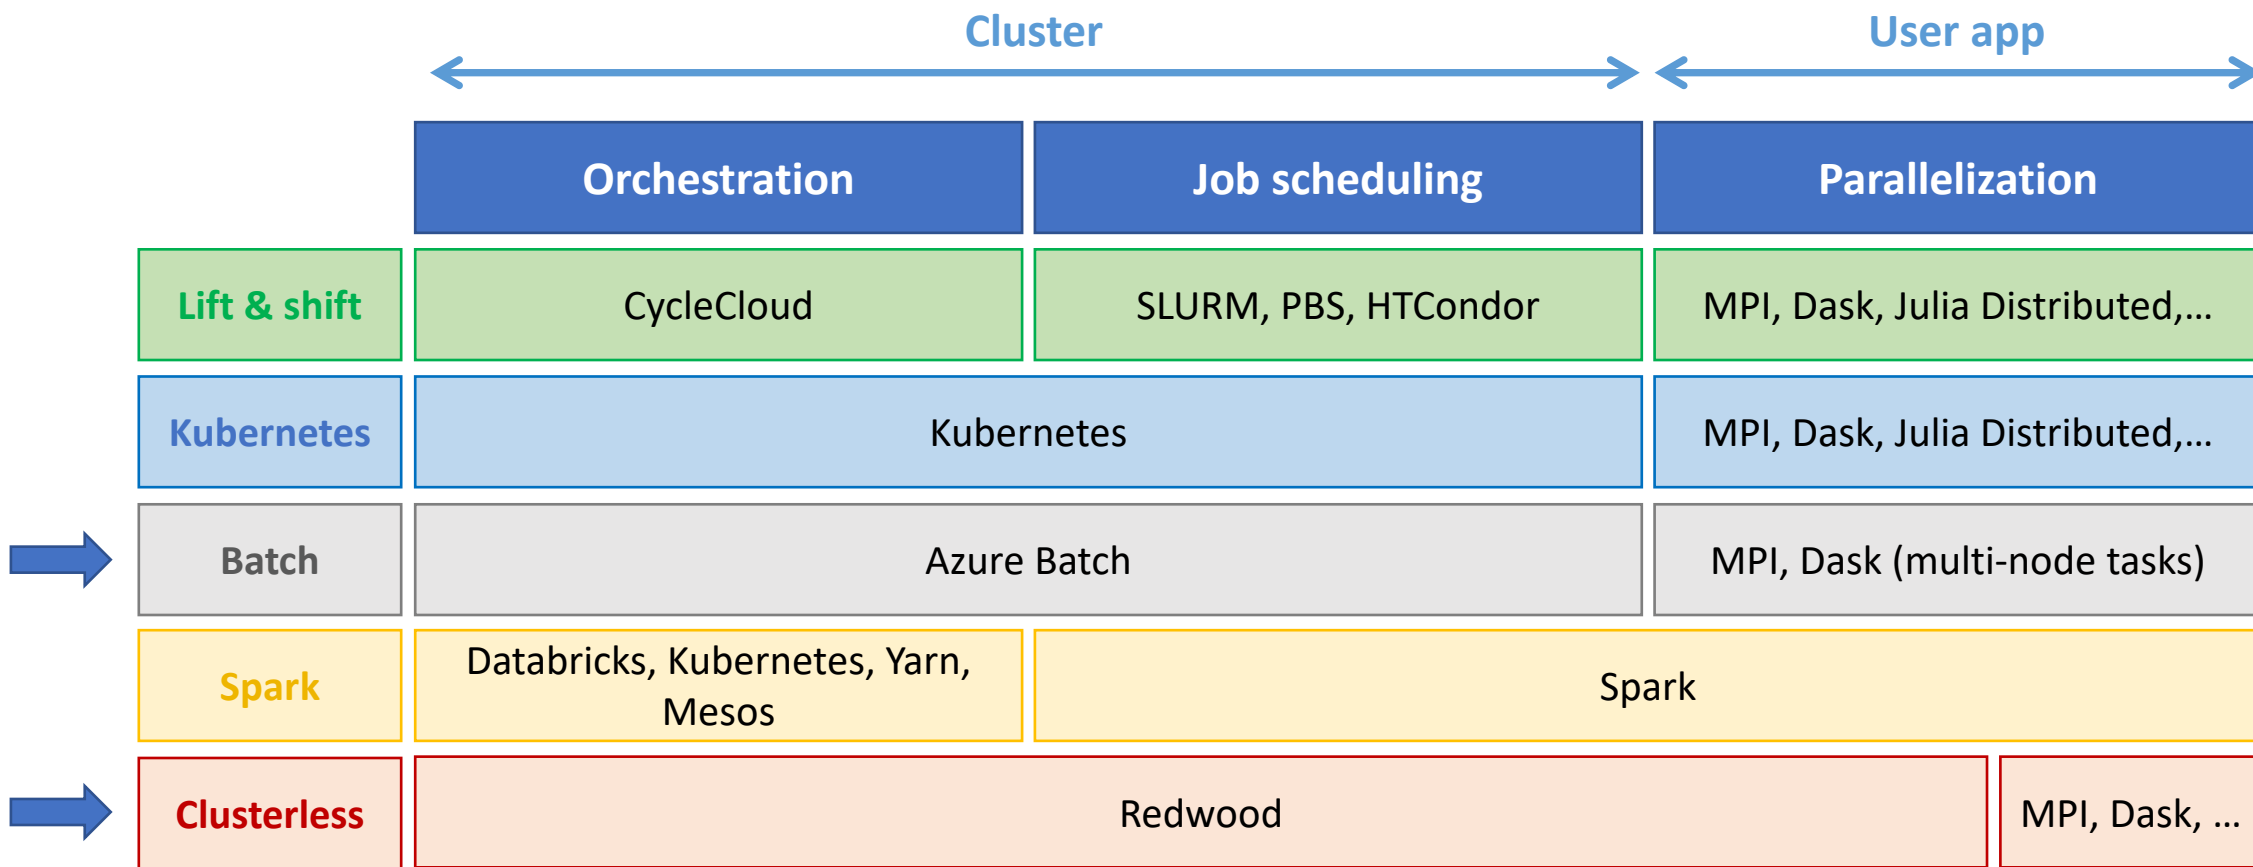 Cluster
User app
Orchestration
Job scheduling
Parallelization
Lift & shift
CycleCloud
SLURM, PBS, HTCondor
MPI, Dask, Julia Distributed,...
Kubernetes
Kubernetes
MPI, Dask, Julia Distributed,...
Batch
Azure Batch
MPI, Dask (multi-node tasks)
Spark
Databricks, Kubernetes, Yarn,
Mesos
Spark
Clusterless
Redwood
MPI, Dask, ...